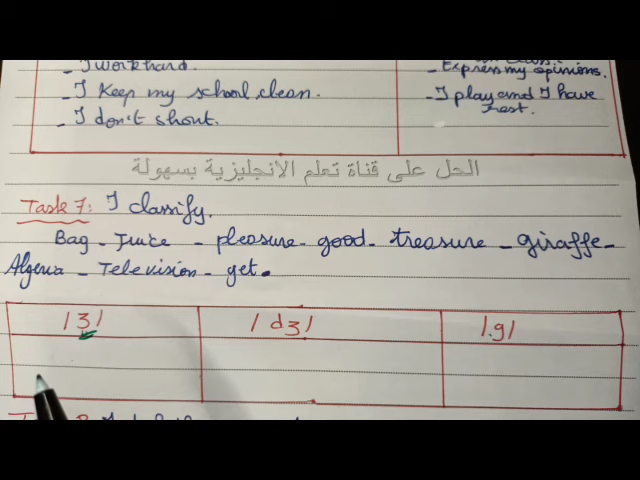 - I work hard.
- Express my opinions.
- I Keep my school clean.
- I play and I have rest.
- I don't shout.
الحل على قناة تعلم الانجليزية بسهولة
Task 7: I classify.
Bag - Juice - pleasure - good - treasure - giraffe -
Algeria - Television - get.
/ʒ/ /dʒ/ /g/